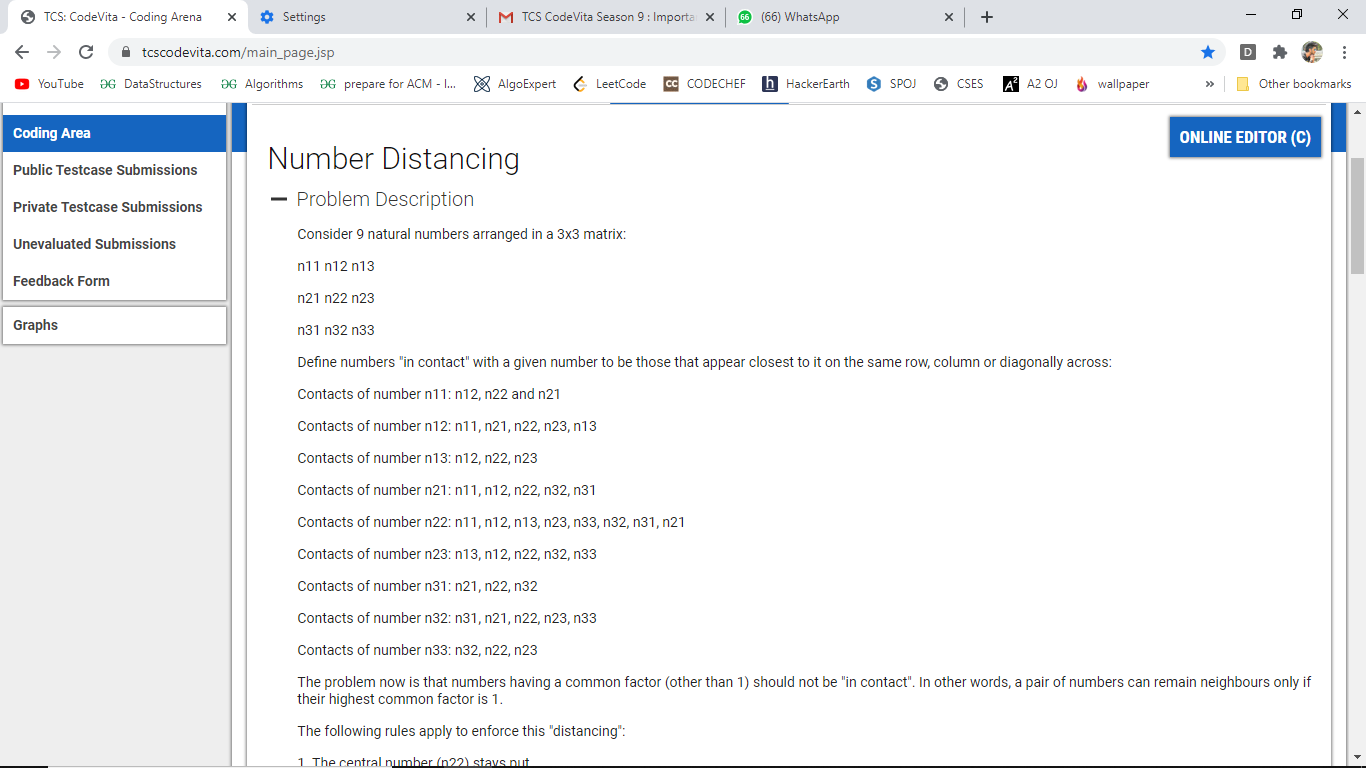 TCS: CodeVita - Coding Arena
Settings
TCS CodeVita Season 9 : Importa
(66) WhatsApp
tcscodevita.com/main_page.jsp
YouTube
DataStructures
Algorithms
prepare for ACM - I...
AlgoExpert
LeetCode
CODECHEF
HackerEarth
SPOJ
CSES
A2 OJ
wallpaper
»
Other bookmarks
Coding Area
Public Testcase Submissions
Private Testcase Submissions
Unevaluated Submissions
Feedback Form
Graphs
ONLINE EDITOR (C)
Number Distancing
Problem Description
Consider 9 natural numbers arranged in a 3x3 matrix:
n11 n12 n13
n21 n22 n23
n31 n32 n33
Define numbers "in contact" with a given number to be those that appear closest to it on the same row, column or diagonally across:
Contacts of number n11: n12, n22 and n21
Contacts of number n12: n11, n21, n22, n23, n13
Contacts of number n13: n12, n22, n23
Contacts of number n21: n11, n12, n22, n32, n31
Contacts of number n22: n11, n12, n13, n23, n33, n32, n31, n21
Contacts of number n23: n13, n12, n22, n32, n33
Contacts of number n31: n21, n22, n32
Contacts of number n32: n31, n21, n22, n23, n33
Contacts of number n33: n32, n22, n23
The problem now is that numbers having a common factor (other than 1) should not be "in contact". In other words, a pair of numbers can remain neighbours only if
their highest common factor is 1.
The following rules apply to enforce this "distancing":
1. The central number (n22) stays put.